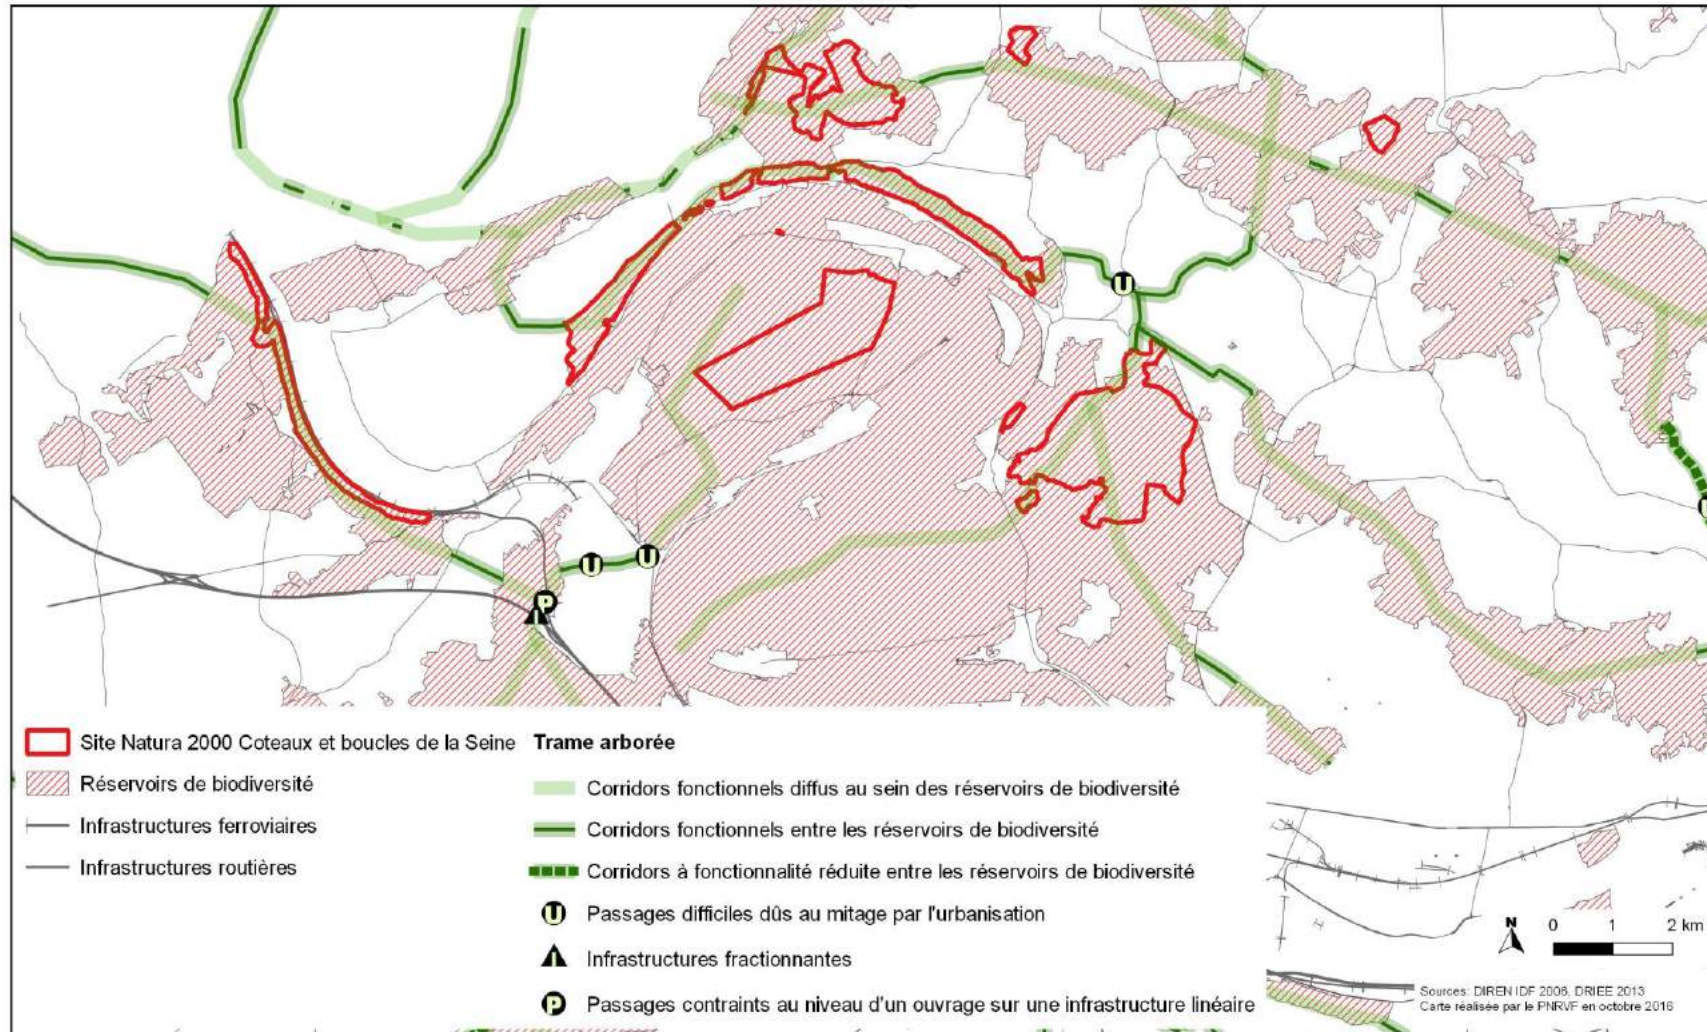 U
U
U
P
Site Natura 2000 Coteaux et boucles de la Seine
Réservoirs de biodiversité
Infrastructures ferroviaires
Infrastructures routières
Trame arborée
Corridors fonctionnels diffus au sein des réservoirs de biodiversité
Corridors fonctionnels entre les réservoirs de biodiversité
Corridors à fonctionnalité réduite entre les réservoirs de biodiversité
U Passages difficiles dûs au mitage par l'urbanisation
Infrastructures fractionnantes
P Passages contraints au niveau d'un ouvrage sur une infrastructure linéaire
N
0 1 2 km
Sources: DIREN IDF 2006, DRIEE 2013
Carte réalisée par le PNRVF en octobre 2016